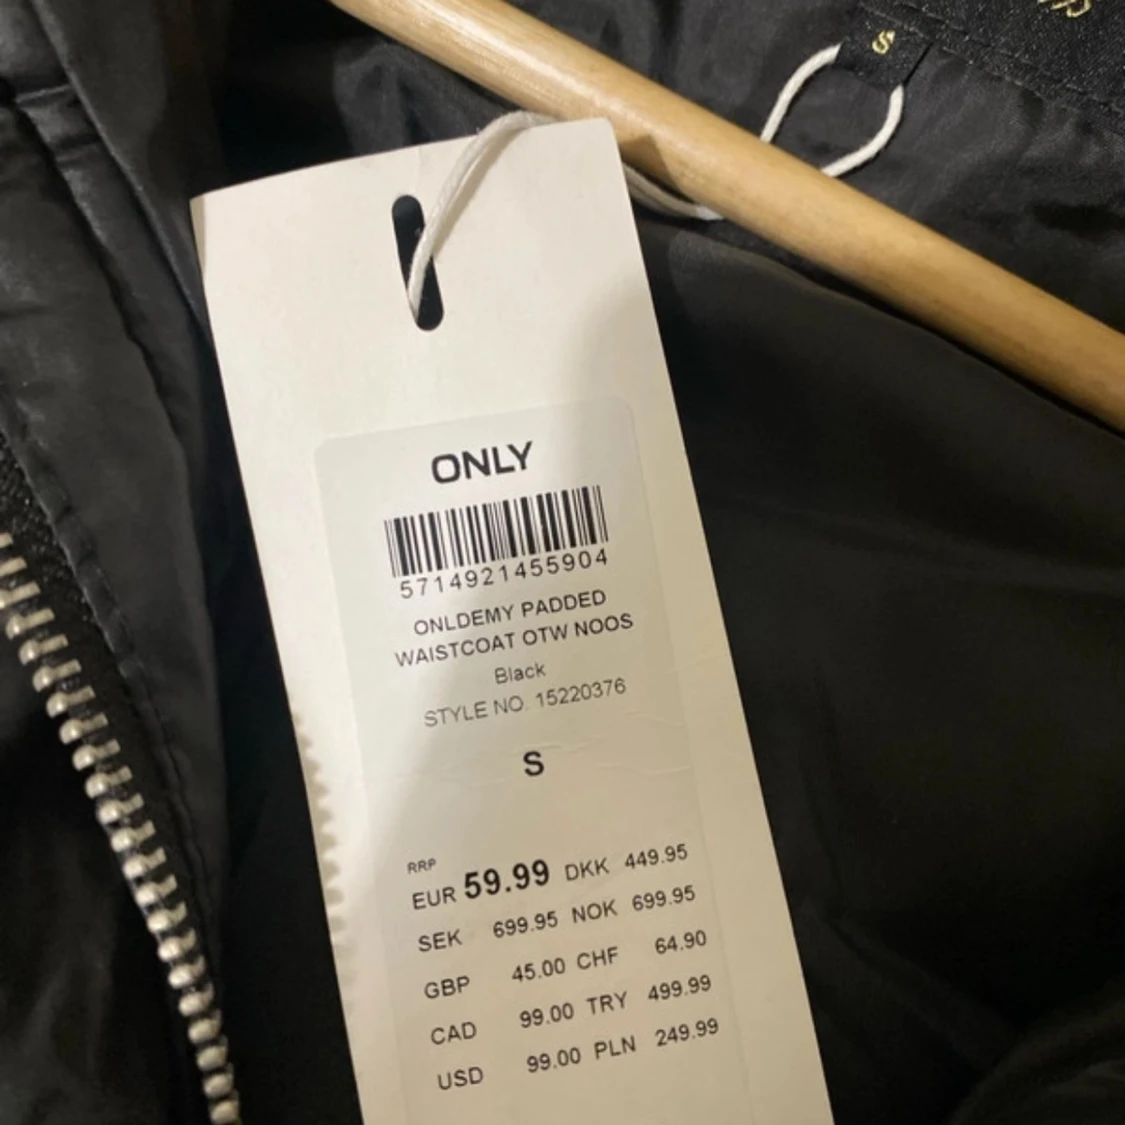 S
ONLY
5714921455904
ONLDEMY PADDED
WAISTCOAT OTW NOOS
Black
STYLE NO. 15220376
S
RRP
EUR 59.99 DKK 449.95
SEK 699.95 NOK 699.95
GBP 45.00 CHF 64.90
CAD 99.00 TRY 499.99
USD 99.00 PLN 249.99